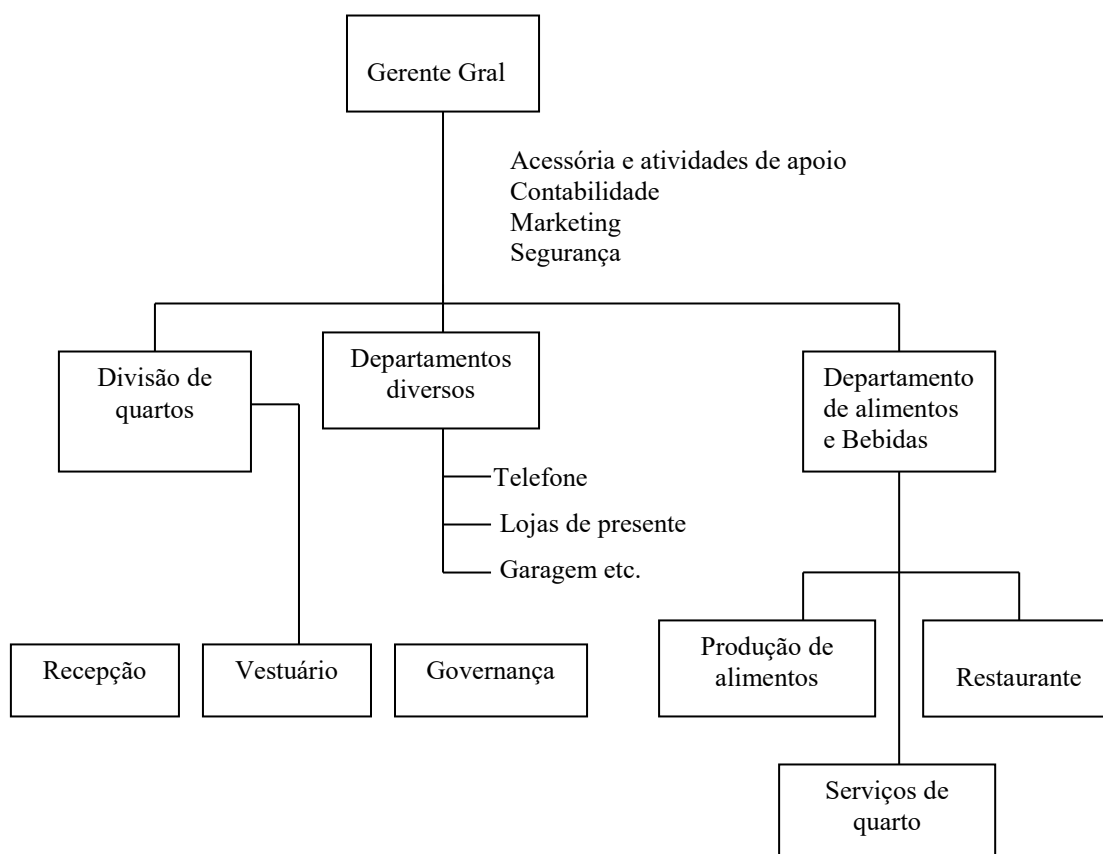 Gerente Gral
Acessória e atividades de apoio
Contabilidade
Marketing
Segurança
Divisão de
quartos
Departamentos
diversos
Departamento
de alimentos
e Bebidas
Telefone
Lojas de presente
Garagem etc.
Recepção
Vestuário
Governança
Produção de
alimentos
Restaurante
Serviços de
quarto